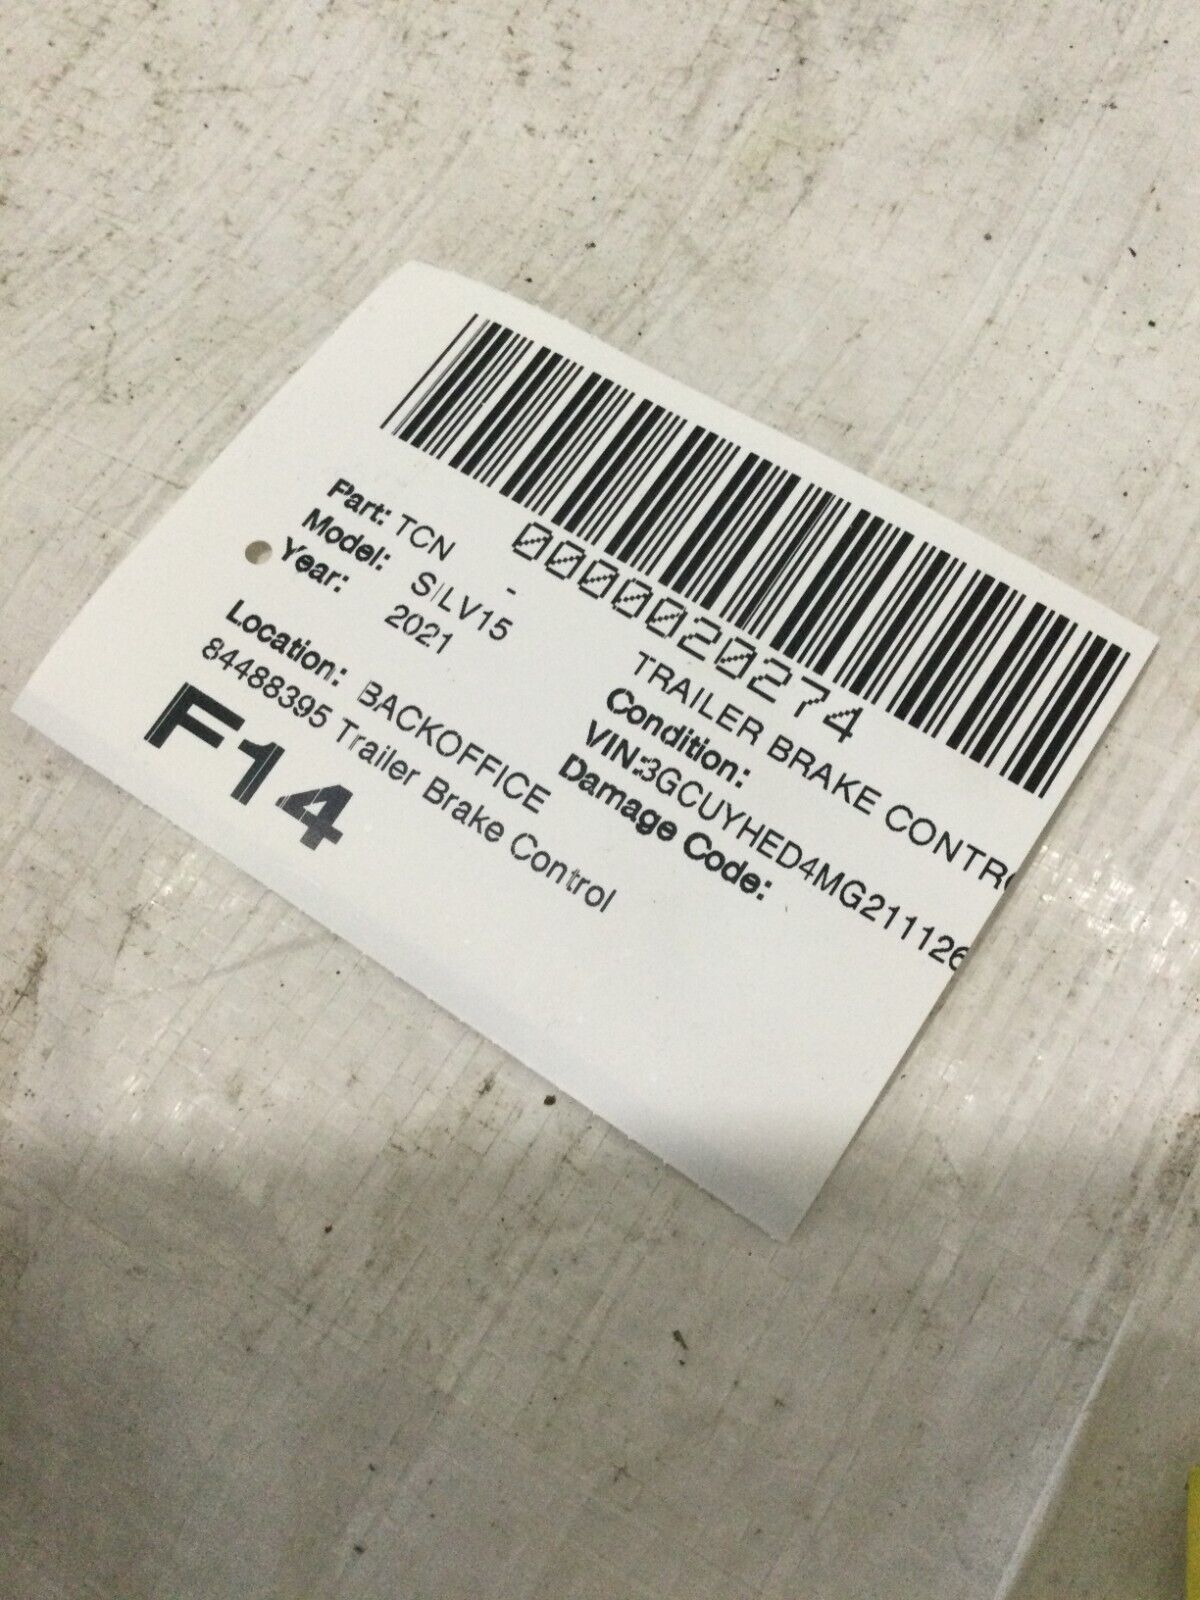 0000020274
Part: TCN - TRAILER BRAKE CONTR
Model: SILV15 Condition:
Year: 2021 VIN:3GCUYHED4MG211126
Damage Code:
Location: BACKOFFICE
84488395 Trailer Brake Control
F14